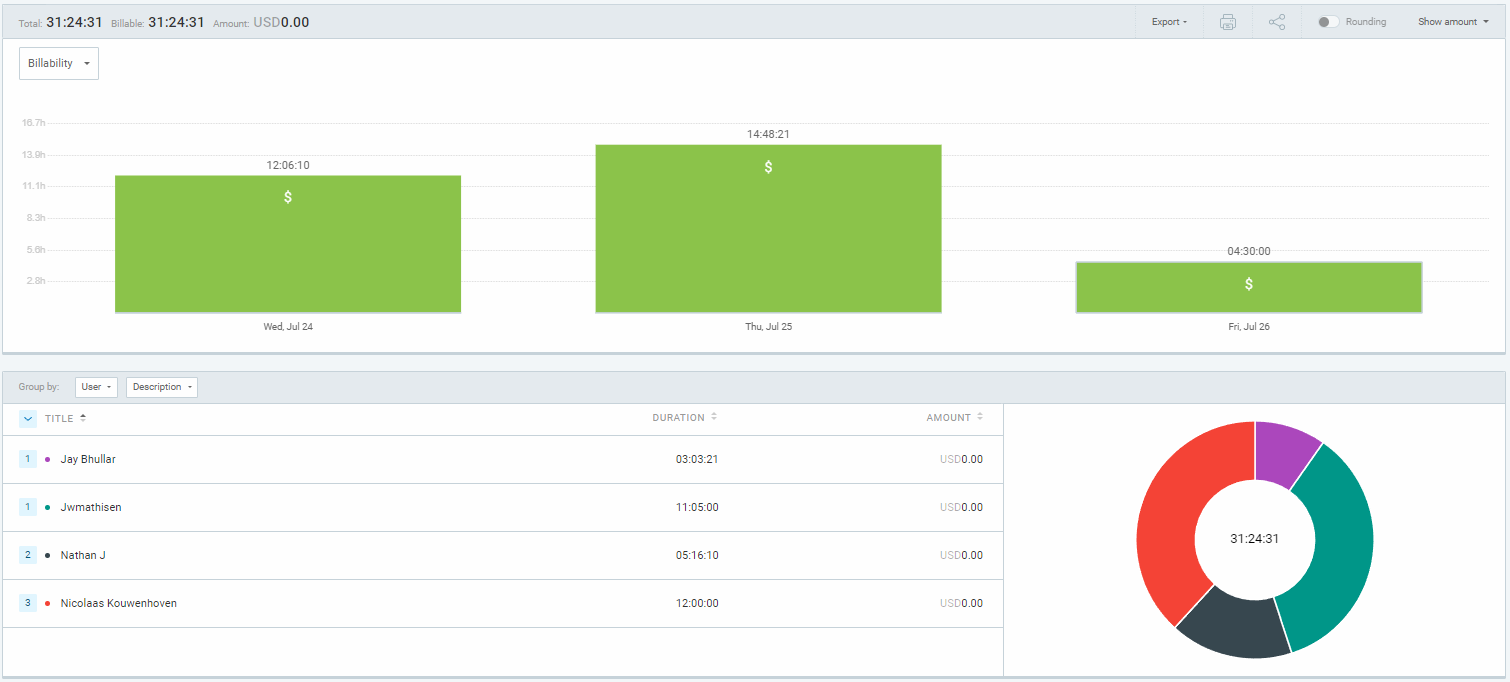 Total: 31:24:31 Billable: 31:24:31 Amount: USD0.00 Export Rounding Show amount
Billability
16.7h
14:48:21
13.9h
12:06:10
$
11.1h
$
8.3h
5.6h
04:30:00
2.8h
$
Wed, Jul 24 Thu, Jul 25 Fri, Jul 26
Group by: User Description
TITLE DURATION AMOUNT
1 Jay Bhullar 03:03:21 USD0.00
1 Jwmathisen 11:05:00 USD0.00
31:24:31
2 Nathan J 05:16:10 USD0.00
3 Nicolaas Kouwenhoven 12:00:00 USD0.00